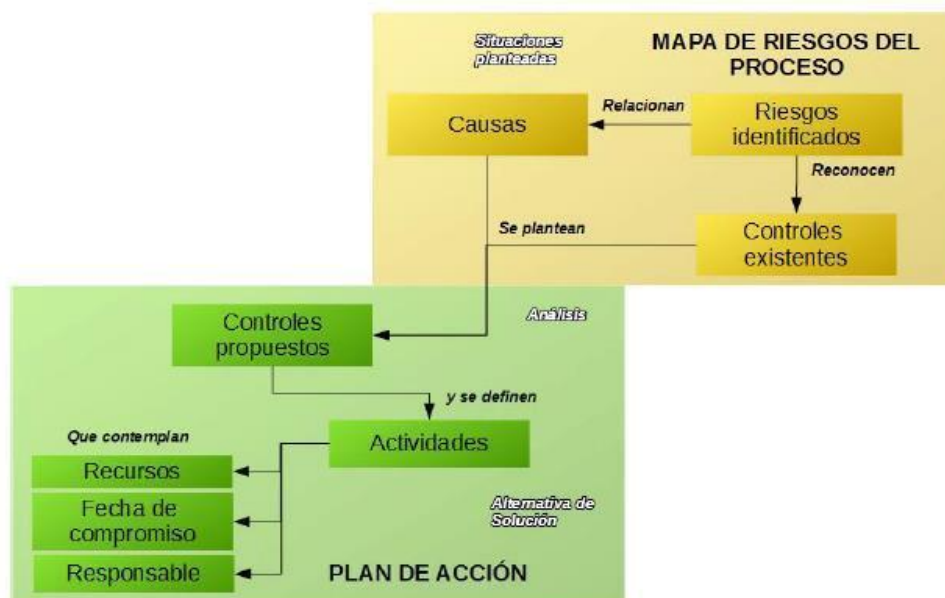 Situaciones
planteadas
MAPA DE RIESGOS DEL
PROCESO
Causas
Relacionan
Riesgos
identificados
Reconocen
Se plantean
Controles
existentes
Controles
propuestos
Análisis
y se definen
Que contemplan
Actividades
Recursos
Fecha de
compromiso
Alternativa de
Solución
Responsable
PLAN DE ACCIÓN